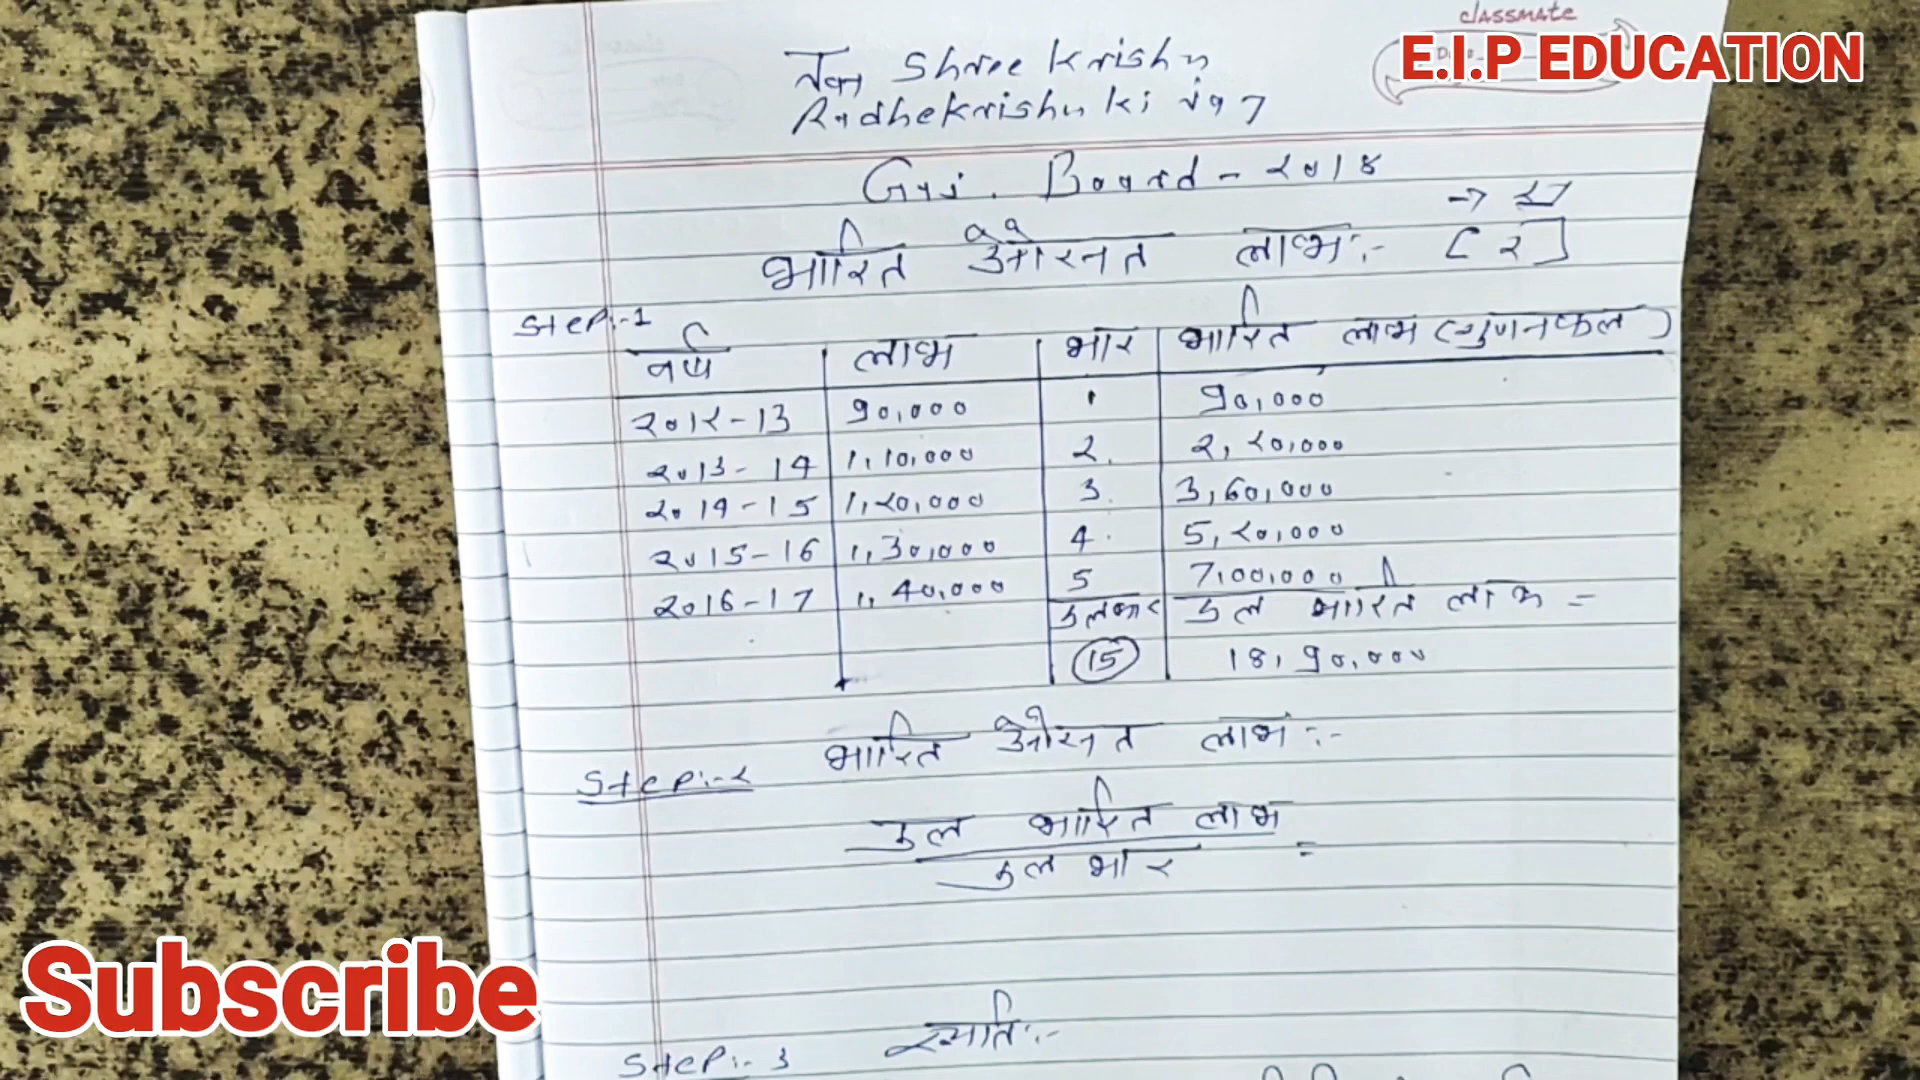 classmate
E.I.P EDUCATION
Shree Krishn
Radhekrishn ki jay
Guj. Board - 2018
भारित औसत लाभ :- [2]
Step:-1
वर्ष लाभ भार भारित लाभ (गुणनफल)
2012-13 90,000 1 90,000
2013-14 1,10,000 2. 2,20,000
2014-15 1,20,000 3. 3,60,000
2015-16 1,30,000 4. 5,20,000
2016-17 1,40,000 5 7,00,000
कुल भार कुल भारित लाभ =
15 18,90,000
भारित औसत लाभ :-
Step:-2
कुल भारित लाभ
कुल भार =
ख्याति :-
Step:-3
Subscribe